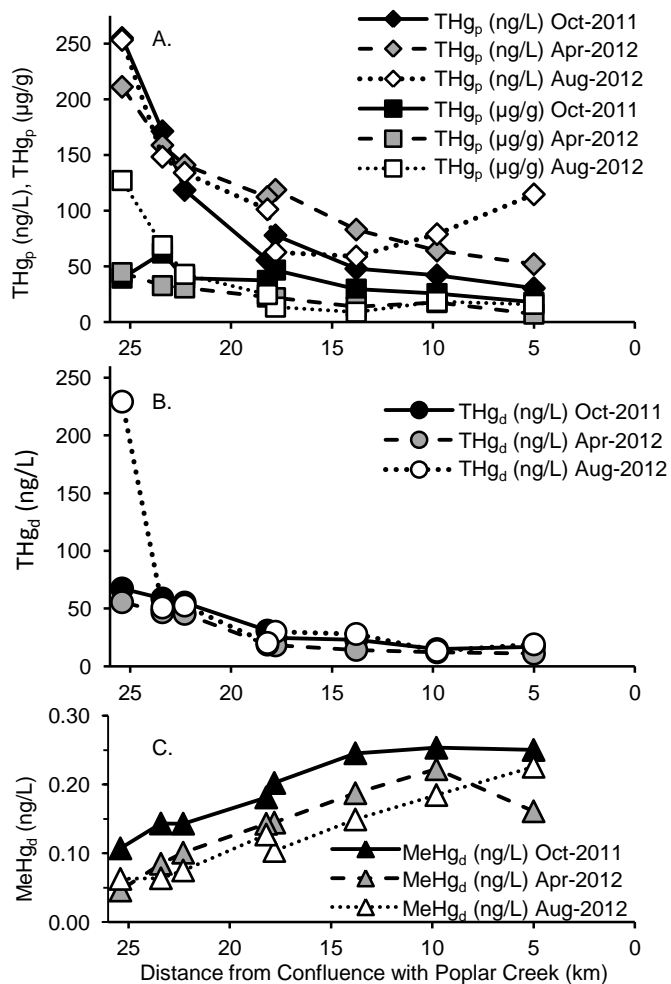 A.
THgp (ng/L) Oct-2011
THgp (ng/L) Apr-2012
THgp (ng/L) Aug-2012
THgp (µg/g) Oct-2011
THgp (µg/g) Apr-2012
THgp (µg/g) Aug-2012
THgp (ng/L), THgp (µg/g)
250
200
150
100
50
0
25 20 15 10 5 0
B.
THgd (ng/L) Oct-2011
THgd (ng/L) Apr-2012
THgd (ng/L) Aug-2012
THgd (ng/L)
250
200
150
100
50
0
25 20 15 10 5 0
C.
MeHgd (ng/L)
0.30
0.20
0.10
0.00
MeHgd (ng/L) Oct-2011
MeHgd (ng/L) Apr-2012
MeHgd (ng/L) Aug-2012
25 20 15 10 5 0
Distance from Confluence with Poplar Creek (km)